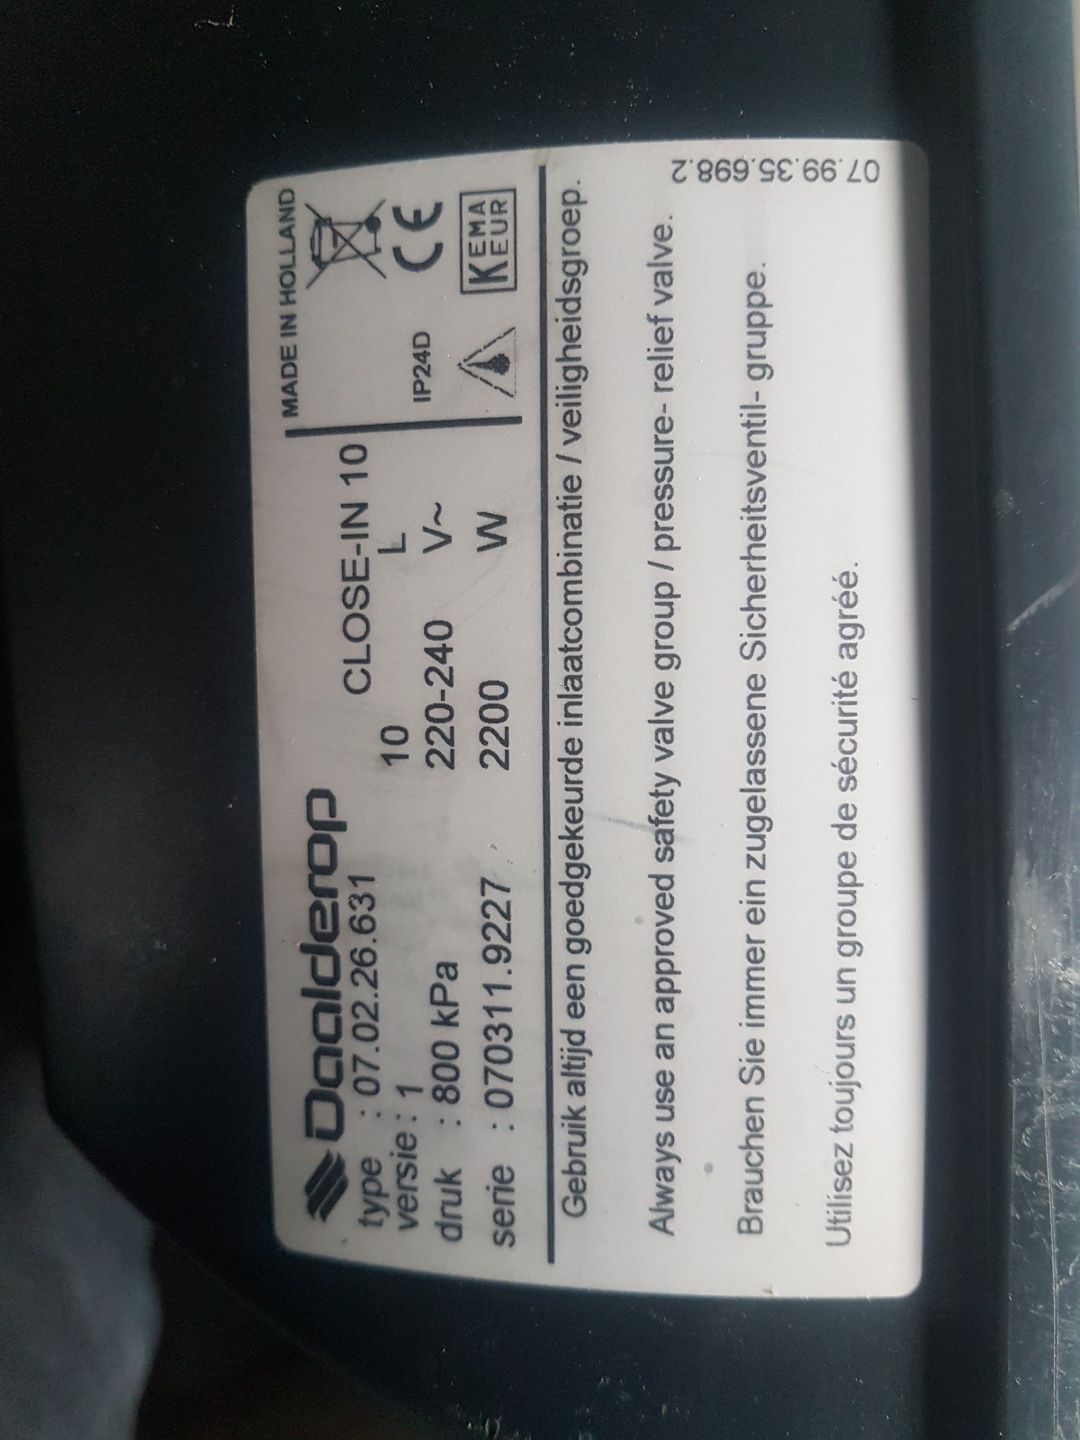 Daalderop
MADE IN HOLLAND
type : 07.02.26.631 CLOSE-IN 10
versie : 1 10 L
druk : 800 kPa 220-240 V~ IP24D CE
serie : 070311.9227 2200 W KEMA KEUR
Gebruik altijd een goedgekeurde inlaatcombinatie / veiligheidsgroep.
Always use an approved safety valve group / pressure- relief valve.
Brauchen Sie immer ein zugelassene Sicherheitsventil- gruppe.
Utilisez toujours un groupe de sécurité agréé.
07.99.35.698.2